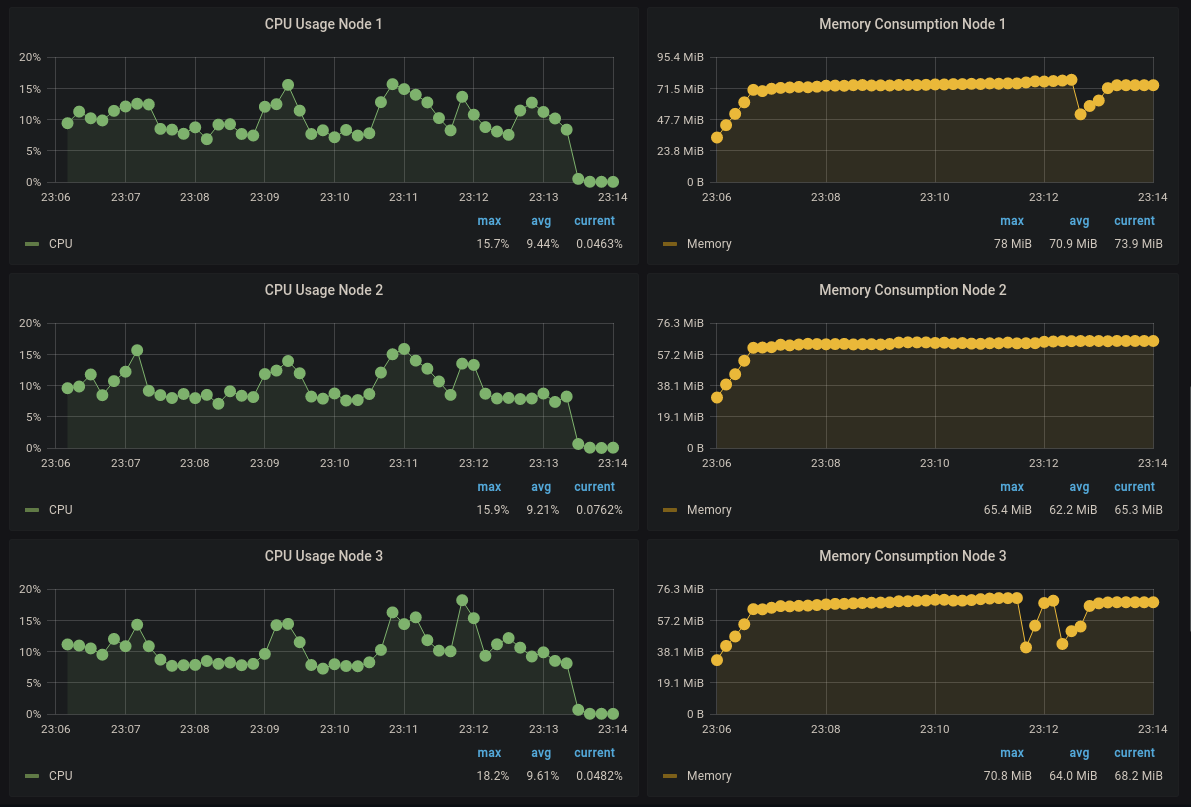 CPU Usage Node 1
20%
15%
10%
5%
0%
23:06 23:07 23:08 23:09 23:10 23:11 23:12 23:13 23:14
max avg current
CPU 15.7% 9.44% 0.0463%
Memory Consumption Node 1
95.4 MiB
71.5 MiB
47.7 MiB
23.8 MiB
0 B
23:06 23:08 23:10 23:12 23:14
max avg current
Memory 78 MiB 70.9 MiB 73.9 MiB
CPU Usage Node 2
20%
15%
10%
5%
0%
23:06 23:07 23:08 23:09 23:10 23:11 23:12 23:13 23:14
max avg current
CPU 15.9% 9.21% 0.0762%
Memory Consumption Node 2
76.3 MiB
57.2 MiB
38.1 MiB
19.1 MiB
0 B
23:06 23:08 23:10 23:12 23:14
max avg current
Memory 65.4 MiB 62.2 MiB 65.3 MiB
CPU Usage Node 3
20%
15%
10%
5%
0%
23:06 23:07 23:08 23:09 23:10 23:11 23:12 23:13 23:14
max avg current
CPU 18.2% 9.61% 0.0482%
Memory Consumption Node 3
76.3 MiB
57.2 MiB
38.1 MiB
19.1 MiB
0 B
23:06 23:08 23:10 23:12 23:14
max avg current
Memory 70.8 MiB 64.0 MiB 68.2 MiB